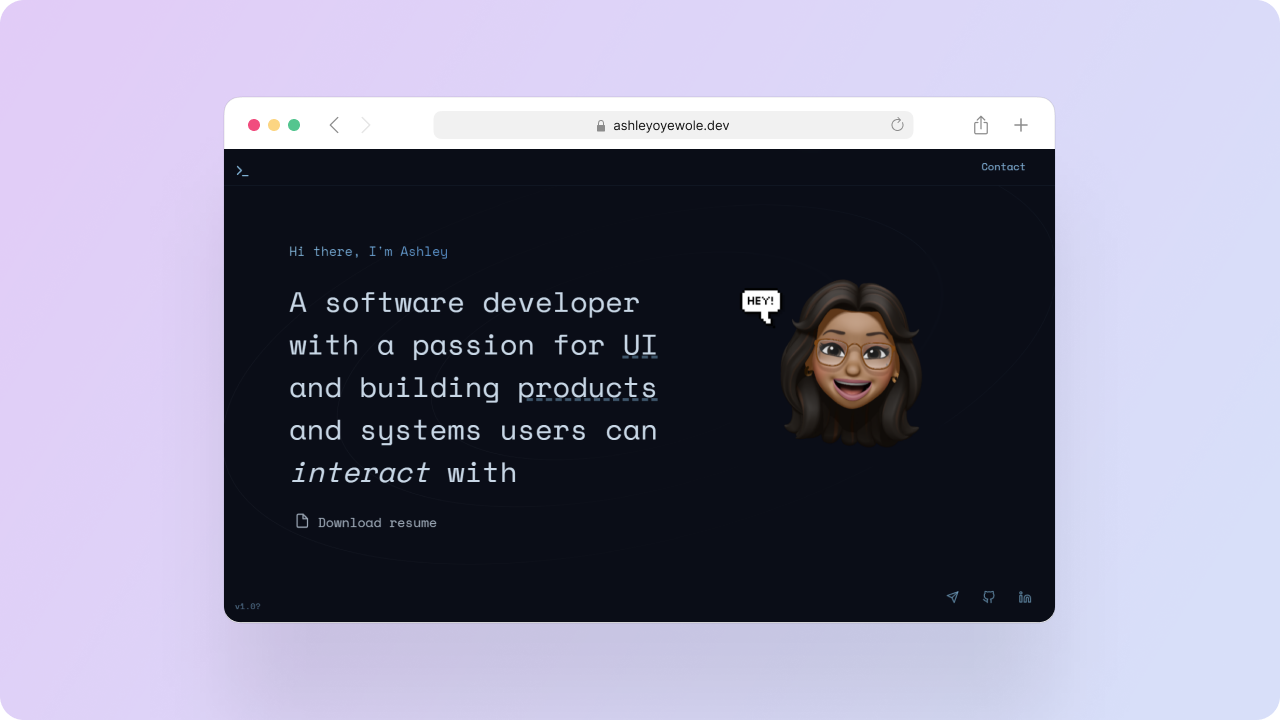 ashleyoyewole.dev
Contact
Hi there, I'm Ashley
A software developer
with a passion for UI
and building products
and systems users can
interact with
HEY!
Download resume
v1.0?